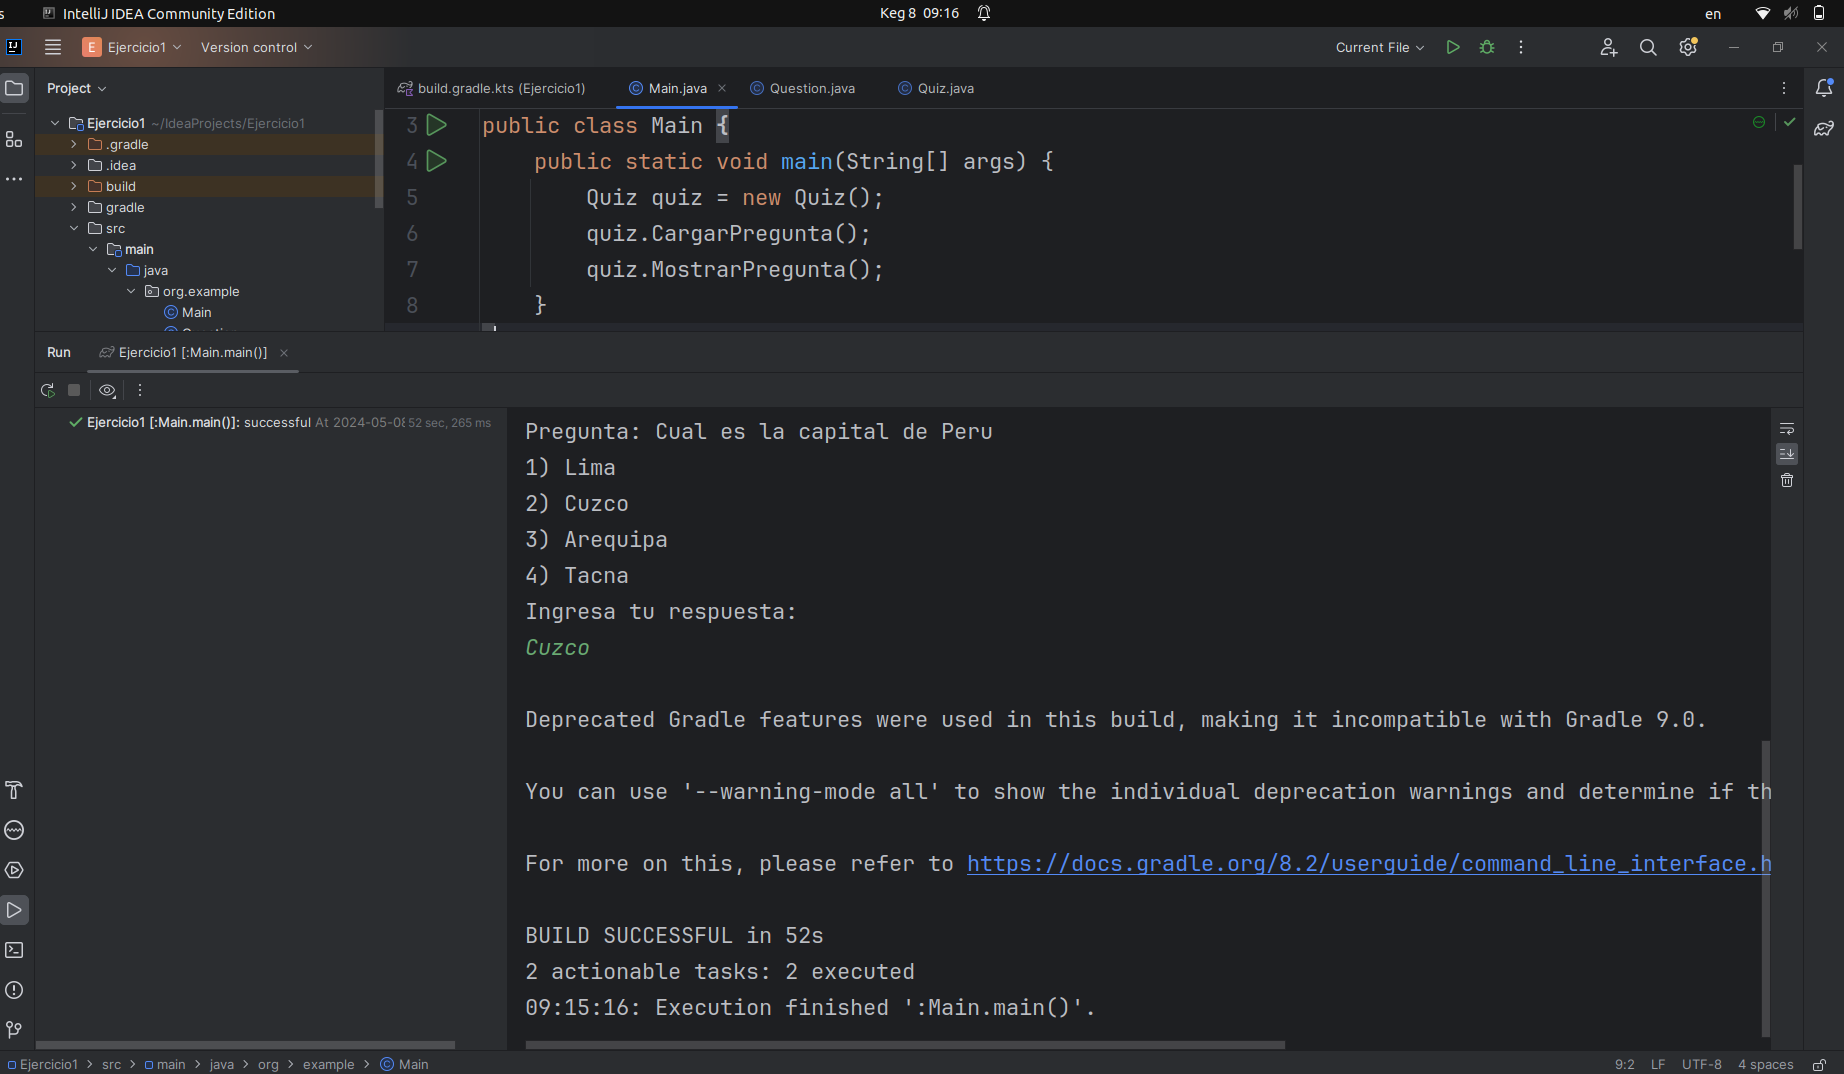 s
IntelliJ IDEA Community Edition
Keg 8 09:16
en
E Ejercicio1
Version control
Current File
Project
build.gradle.kts (Ejercicio1)
Main.java
Question.java
Quiz.java
Ejercicio1 ~/IdeaProjects/Ejercicio1
.gradle
.idea
build
gradle
src
main
java
org.example
Main
3 public class Main {
4 public static void main(String[] args) {
5 Quiz quiz = new Quiz();
6 quiz.CargarPregunta();
7 quiz.MostrarPregunta();
8 }
Run
Ejercicio1 [:Main.main()]
Ejercicio1 [:Main.main()]: successful At 2024-05-08 52 sec, 265 ms
Pregunta: Cual es la capital de Peru
1) Lima
2) Cuzco
3) Arequipa
4) Tacna
Ingresa tu respuesta:
Cuzco
Deprecated Gradle features were used in this build, making it incompatible with Gradle 9.0.
You can use '--warning-mode all' to show the individual deprecation warnings and determine if th
For more on this, please refer to https://docs.gradle.org/8.2/userguide/command_line_interface.h
BUILD SUCCESSFUL in 52s
2 actionable tasks: 2 executed
09:15:16: Execution finished ':Main.main()'.
Ejercicio1 > src > main > java > org > example > Main
9:2 LF UTF-8 4 spaces